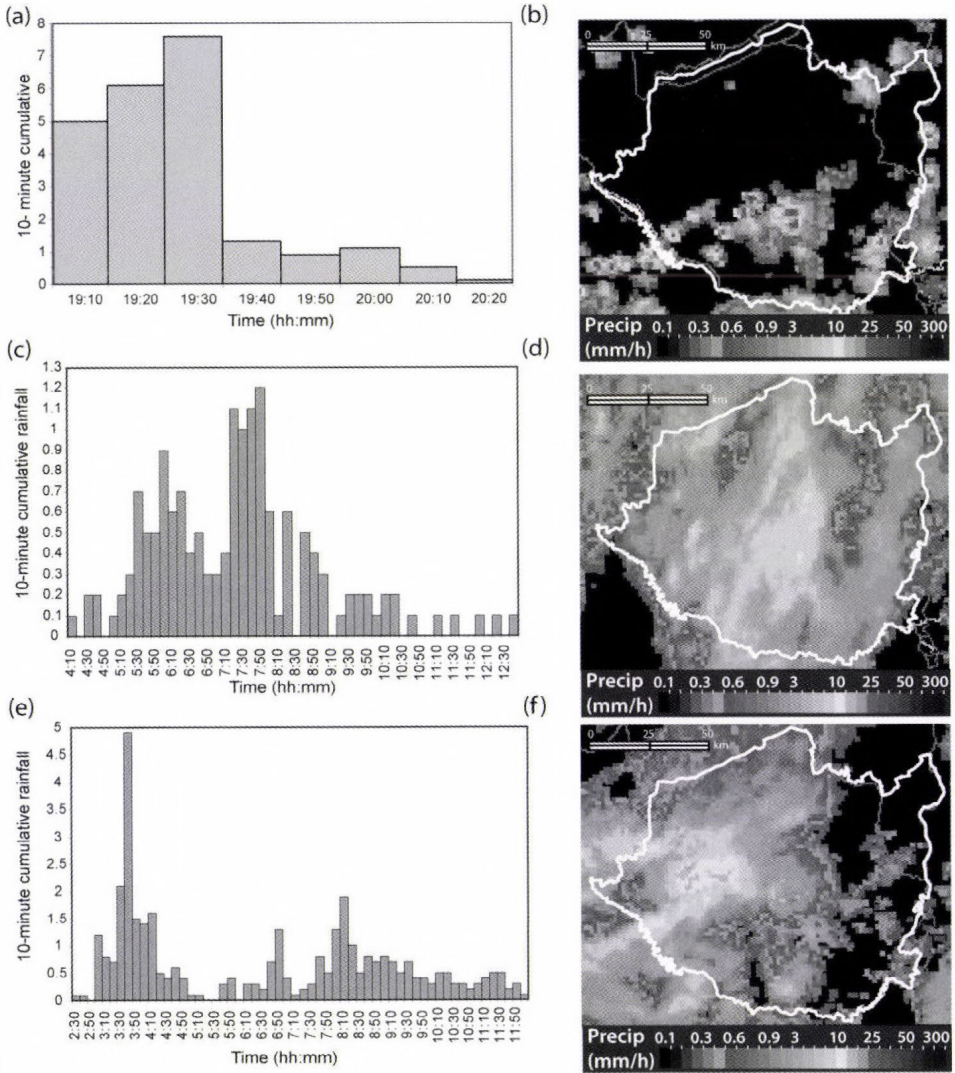 (a)
8
7
6
5
4
3
2
1
0
10- minute cumulative
19:10 19:20 19:30 19:40 19:50 20:00 20:10 20:20
Time (hh:mm)
(b)
0 25 50
km
Precip 0.1 0.3 0.6 0.9 3 10 25 50 300
(mm/h)
(c)
1.3
1.2
1.1
1
0.9
0.8
0.7
0.6
0.5
0.4
0.3
0.2
0.1
0
10-minute cumulative rainfall
4:10 4:30 4:50 5:10 5:30 5:50 6:10 6:30 6:50 7:10 7:30 7:50 8:10 8:30 8:50 9:10 9:30 9:50 10:10 10:30 10:50 11:10 11:30 11:50 12:10 12:30
Time (hh:mm)
(d)
0 25 50
km
Precip 0.1 0.3 0.6 0.9 3 10 25 50 300
(mm/h)
(e)
5
4.5
4
3.5
3
2.5
2
1.5
1
0.5
0
10-minute cumulative rainfall
2:30 2:50 3:10 3:30 3:50 4:10 4:30 4:50 5:10 5:30 5:50 6:10 6:30 6:50 7:10 7:30 7:50 8:10 8:30 8:50 9:10 9:30 9:50 10:10 10:30 10:50 11:10 11:30 11:50
Time (hh:mm)
(f)
0 25 50
km
Precip 0.1 0.3 0.6 0.9 3 10 25 50 300
(mm/h)